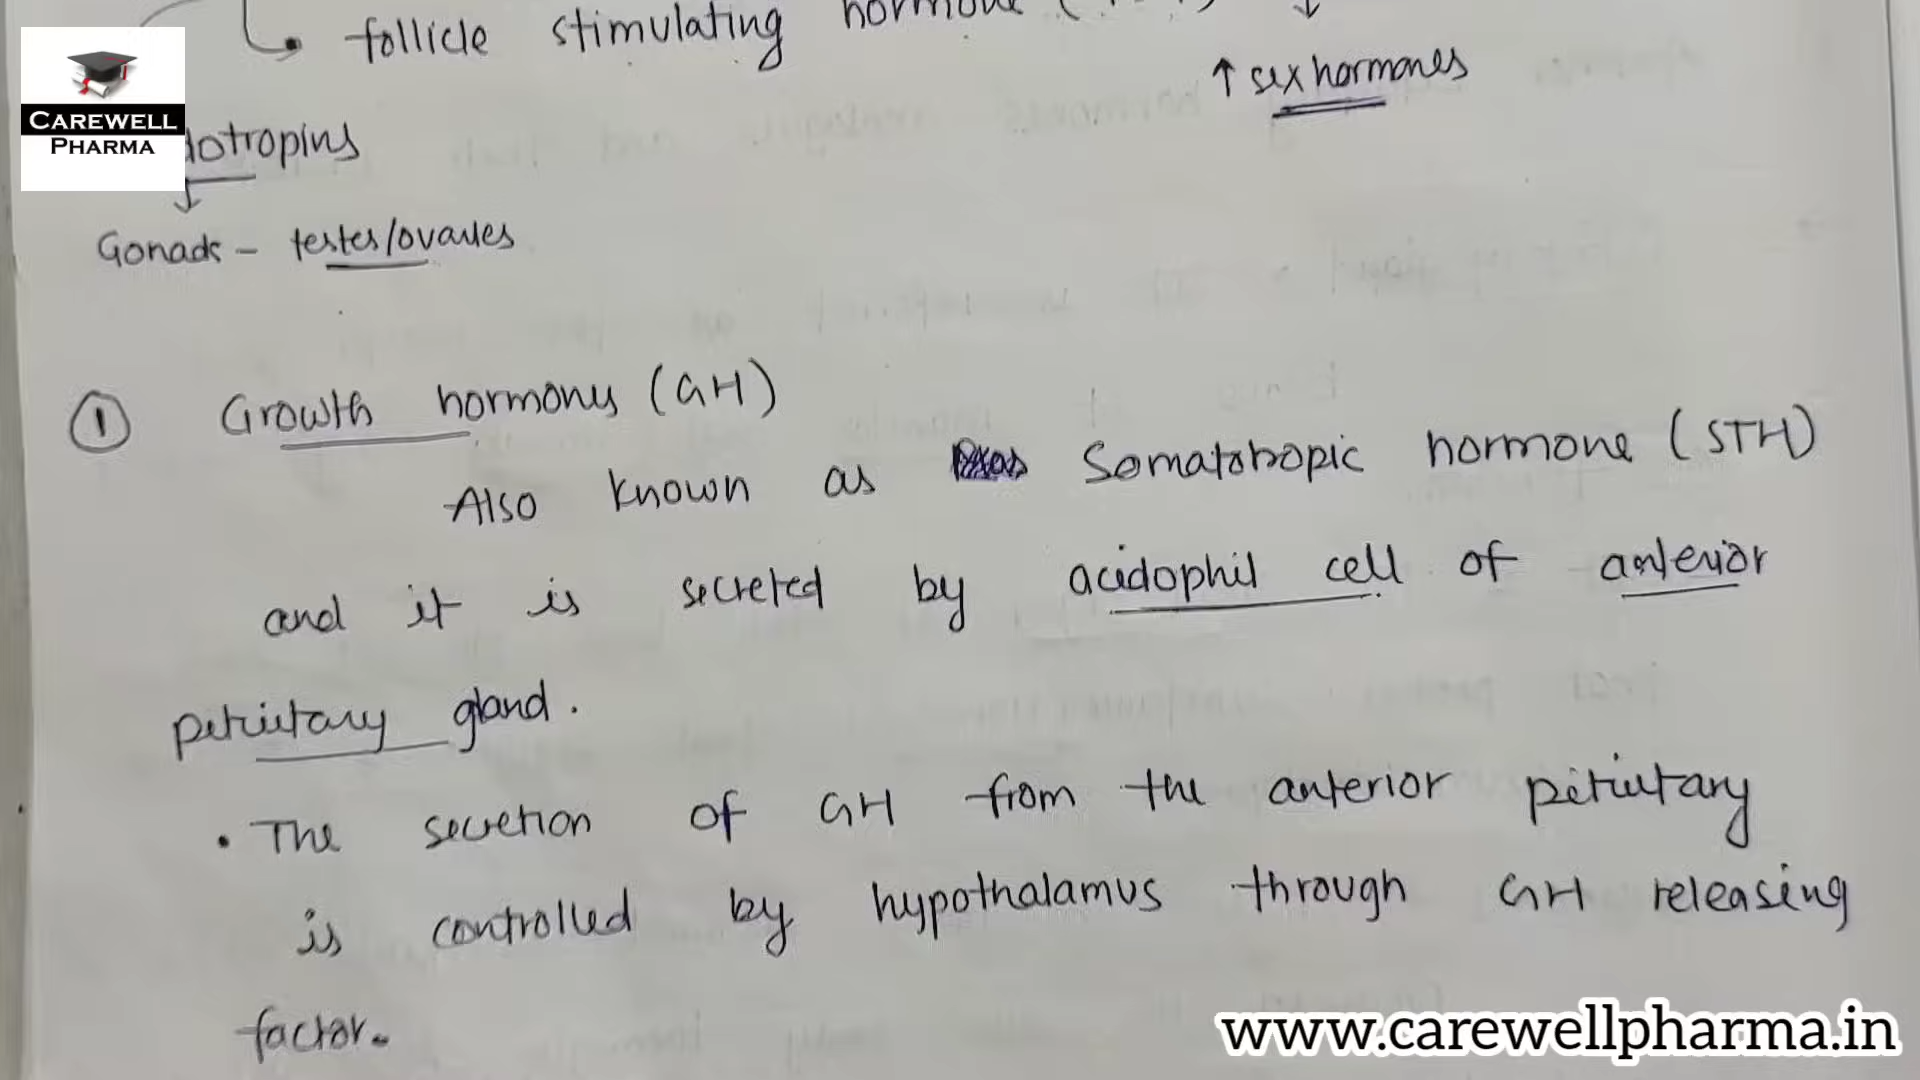 follicle stimulating hormone
↑ sex hormones
CAREWELL
PHARMA
dotropins
Gonads - testes/ovaries
① Growth hormones (GH)
Also known as Somatotropic hormone (STH)
and it is secreted by acidophil cell of anterior
pituitary gland.
• The secretion of GH from the anterior pituitary
is controlled by hypothalamus through GH releasing
factor.
www.carewellpharma.in